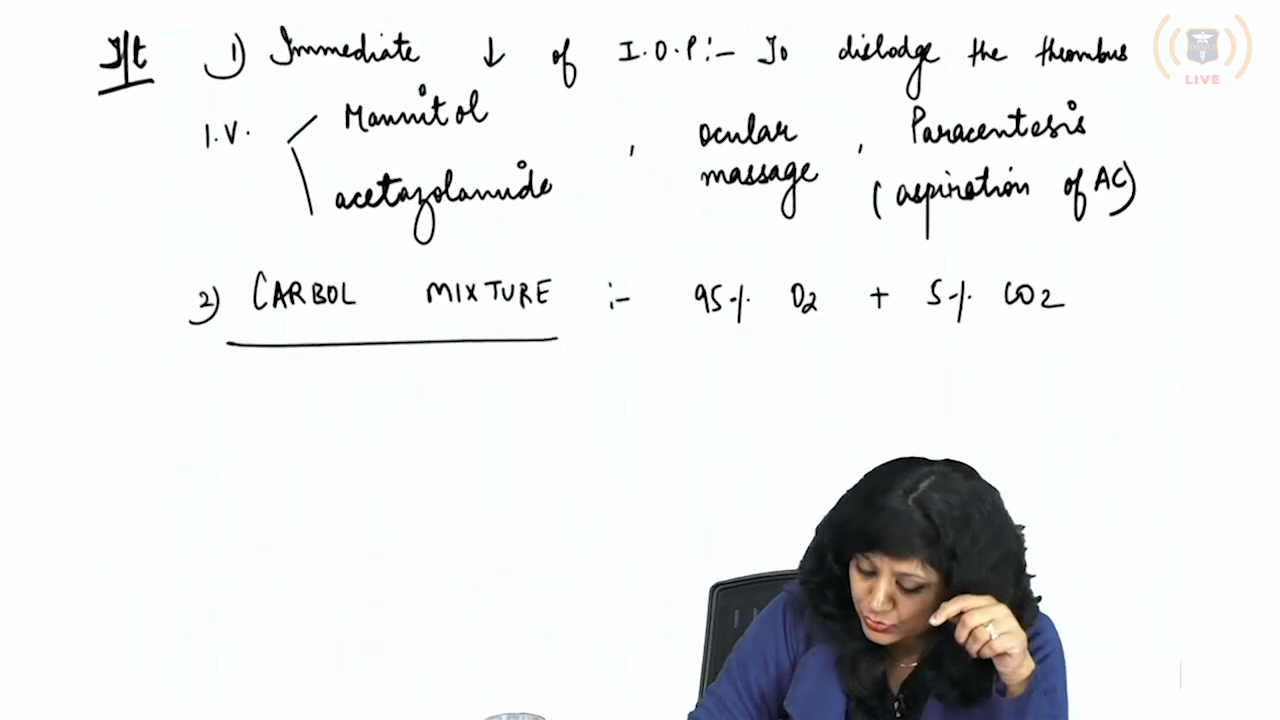 T/t 1) Immediate ↓ of I.O.P :- To dislodge the thrombus
I.V. Mannitol
acetazolamide , ocular massage , Paracentesis (aspiration of AC)
2) CARBOL MIXTURE :- 95% O2 + 5% CO2
LIVE